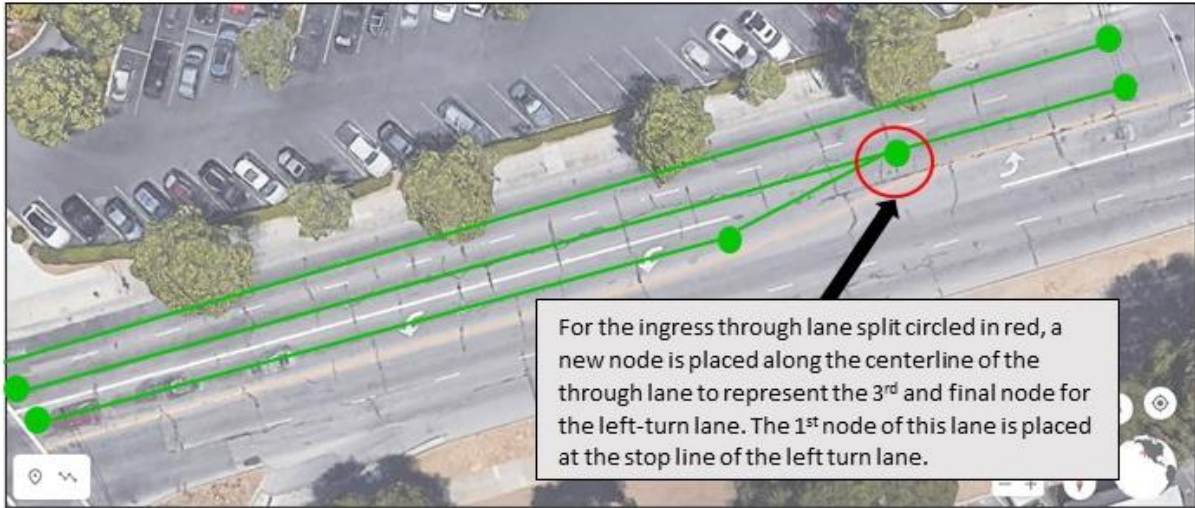 For the ingress through lane split circled in red, a
new node is placed along the centerline of the
through lane to represent the 3rd and final node for
the left-turn lane. The 1st node of this lane is placed
at the stop line of the left turn lane.